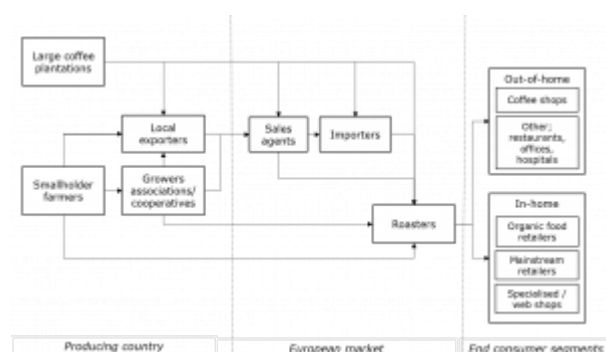 Large coffee
plantations
Local
exporters
Smallholder
farmers
Growers
associations/
cooperatives
Sales
agents
Importers
Roasters
Out-of-home
Coffee shops
Other;
restaurants,
offices,
hospitals
In-home
Organic food
retailers
Mainstream
retailers
Specialised /
web shops
Producing country
European market
End consumer segments